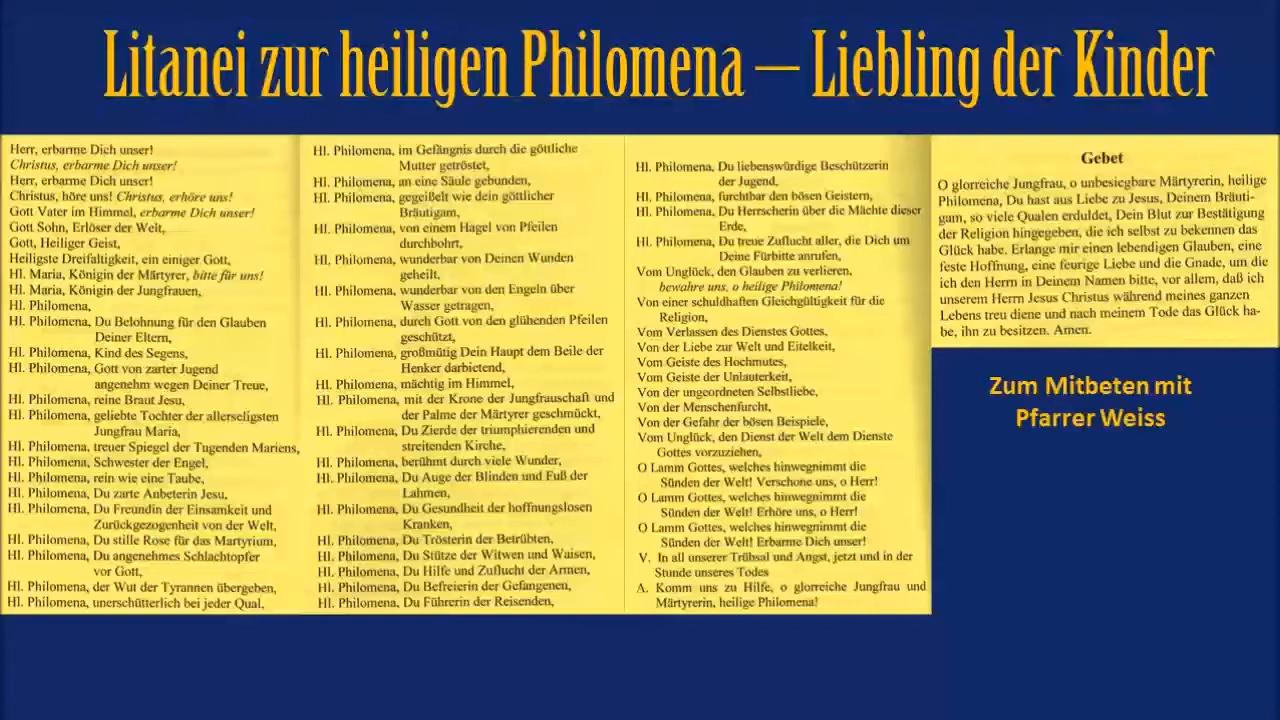 Litanei zur heiligen Philomena – Liebling der Kinder
Herr, erbarme Dich unser!
Christus, erbarme Dich unser!
Herr, erbarme Dich unser!
Christus, höre uns! Christus, erhöre uns!
Gott Vater im Himmel, erbarme Dich unser!
Gott Sohn, Erlöser der Welt,
Gott, Heiliger Geist,
Heiligste Dreifaltigkeit, ein einiger Gott,
Hl. Maria, Königin der Märtyrer, bitte für uns!
Hl. Maria, Königin der Jungfrauen,
Hl. Philomena,
Hl. Philomena, Du Belohnung für den Glauben
Deiner Eltern,
Hl. Philomena, Kind des Segens,
Hl. Philomena, Gott von zarter Jugend
angenehm wegen Deiner Treue,
Hl. Philomena, reine Braut Jesu,
Hl. Philomena, geliebte Tochter der allerseligsten
Jungfrau Maria,
Hl. Philomena, treuer Spiegel der Tugenden Mariens,
Hl. Philomena, Schwester der Engel,
Hl. Philomena, rein wie eine Taube,
Hl. Philomena, Du zarte Anbeterin Jesu,
Hl. Philomena, Du Freundin der Einsamkeit und
Zurückgezogenheit von der Welt,
Hl. Philomena, Du stille Rose für das Martyrium,
Hl. Philomena, Du angenehmes Schlachtopfer
vor Gott,
Hl. Philomena, der Wut der Tyrannen übergeben,
Hl. Philomena, unerschütterlich bei jeder Qual,
Hl. Philomena, im Gefängnis durch die göttliche
Mutter getröstet,
Hl. Philomena, an eine Säule gebunden,
Hl. Philomena, gegeißelt wie dein göttlicher
Bräutigam,
Hl. Philomena, von einem Hagel von Pfeilen
durchbohrt,
Hl. Philomena, wunderbar von Deinen Wunden
geheilt,
Hl. Philomena, wunderbar von den Engeln über
Wasser getragen,
Hl. Philomena, durch Gott von den glühenden Pfeilen
geschützt,
Hl. Philomena, großmütig Dein Haupt dem Beile der
Henker darbietend,
Hl. Philomena, mächtig im Himmel,
Hl. Philomena, mit der Krone der Jungfrauschaft und
der Palme der Märtyrer geschmückt,
Hl. Philomena, Du Zierde der triumphierenden und
streitenden Kirche,
Hl. Philomena, berühmt durch viele Wunder,
Hl. Philomena, Du Auge der Blinden und Fuß der
Lahmen,
Hl. Philomena, Du Gesundheit der hoffnungslosen
Kranken,
Hl. Philomena, Du Trösterin der Betrübten,
Hl. Philomena, Du Stütze der Witwen und Waisen,
Hl. Philomena, Du Hilfe und Zuflucht der Armen,
Hl. Philomena, Du Befreierin der Gefangenen,
Hl. Philomena, Du Führerin der Reisenden,
Hl. Philomena, Du liebenswürdige Beschützerin
der Jugend,
Hl. Philomena, furchtbar den bösen Geistern,
Hl. Philomena, Du Herrscherin über die Mächte dieser
Erde,
Hl. Philomena, Du treue Zuflucht aller, die Dich um
Deine Fürbitte anrufen,
Vom Unglück, den Glauben zu verlieren,
bewahre uns, o heilige Philomena!
Von einer schuldhaften Gleichgültigkeit für die
Religion,
Vom Verlassen des Dienstes Gottes,
Von der Liebe zur Welt und Eitelkeit,
Vom Geiste des Hochmutes,
Vom Geiste der Unlauterkeit,
Von der ungeordneten Selbstliebe,
Von der Menschenfurcht,
Von der Gefahr der bösen Beispiele,
Vom Unglück, den Dienst der Welt dem Dienste
Gottes vorzuziehen,
O Lamm Gottes, welches hinwegnimmt die
Sünden der Welt! Verschone uns, o Herr!
O Lamm Gottes, welches hinwegnimmt die
Sünden der Welt! Erhöre uns, o Herr!
O Lamm Gottes, welches hinwegnimmt die
Sünden der Welt! Erbarme Dich unser!
V. In all unserer Trübsal und Angst, jetzt und in der
Stunde unseres Todes
A. Komm uns zu Hilfe, o glorreiche Jungfrau und
Märtyrerin, heilige Philomena!
Gebet
O glorreiche Jungfrau, o unbesiegbare Märtyrerin, heilige
Philomena, Du hast aus Liebe zu Jesus, Deinem Bräuti-
gam, so viele Qualen erduldet, Dein Blut zur Bestätigung
der Religion hingegeben, die ich selbst zu bekennen das
Glück habe. Erlange mir einen lebendigen Glauben, eine
feste Hoffnung, eine feurige Liebe und die Gnade, um die
ich den Herrn in Deinem Namen bitte, vor allem, daß ich
unserem Herrn Jesus Christus während meines ganzen
Lebens treu diene und nach meinem Tode das Glück ha-
be, ihn zu besitzen. Amen.
Zum Mitbeten mit
Pfarrer Weiss